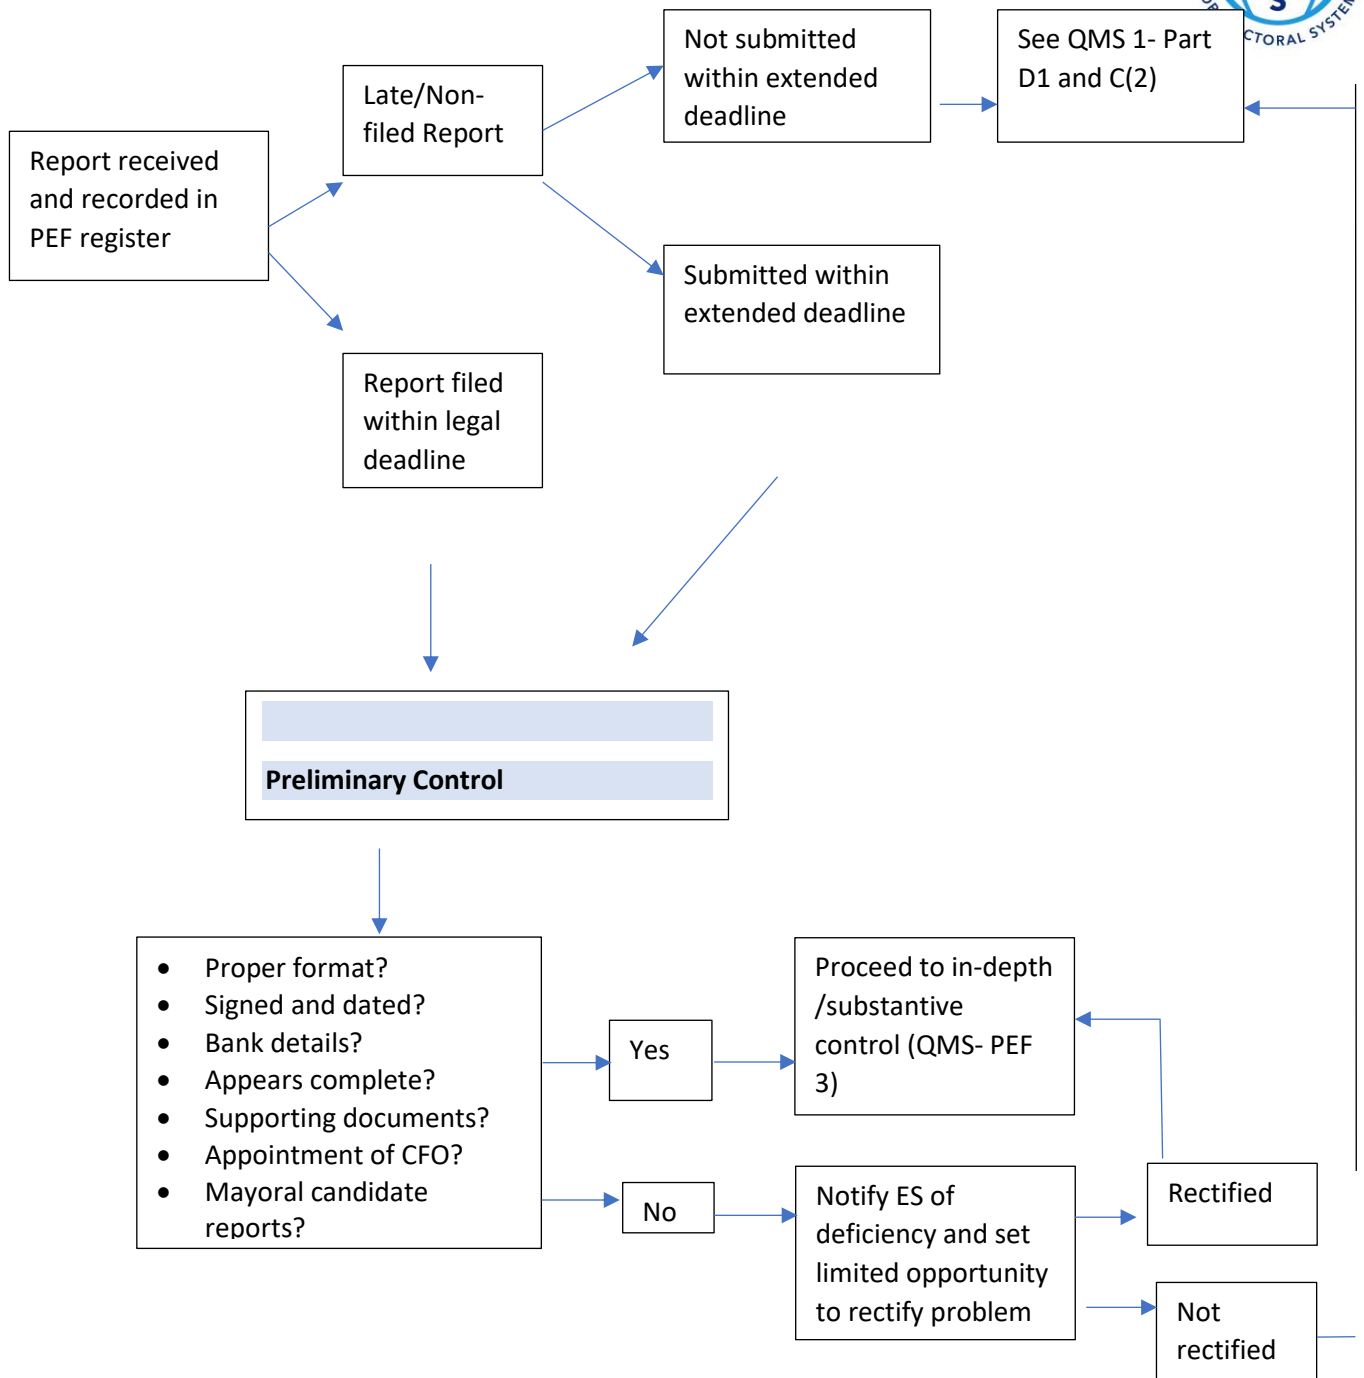 Not submitted
within extended
deadline
See QMS 1- Part
D1 and C(2)
S
CTORAL SYSTEM
Late/Non-
filed Report
Report received
and recorded in
PEF register
Submitted within
extended deadline
Report filed
within legal
deadline
Preliminary Control
• Proper format?
• Signed and dated?
• Bank details?
• Appears complete?
• Supporting documents?
• Appointment of CFO?
• Mayoral candidate
reports?
Yes
Proceed to in-depth
/substantive
control (QMS- PEF
3)
No
Notify ES of
deficiency and set
limited opportunity
to rectify problem
Rectified
Not
rectified